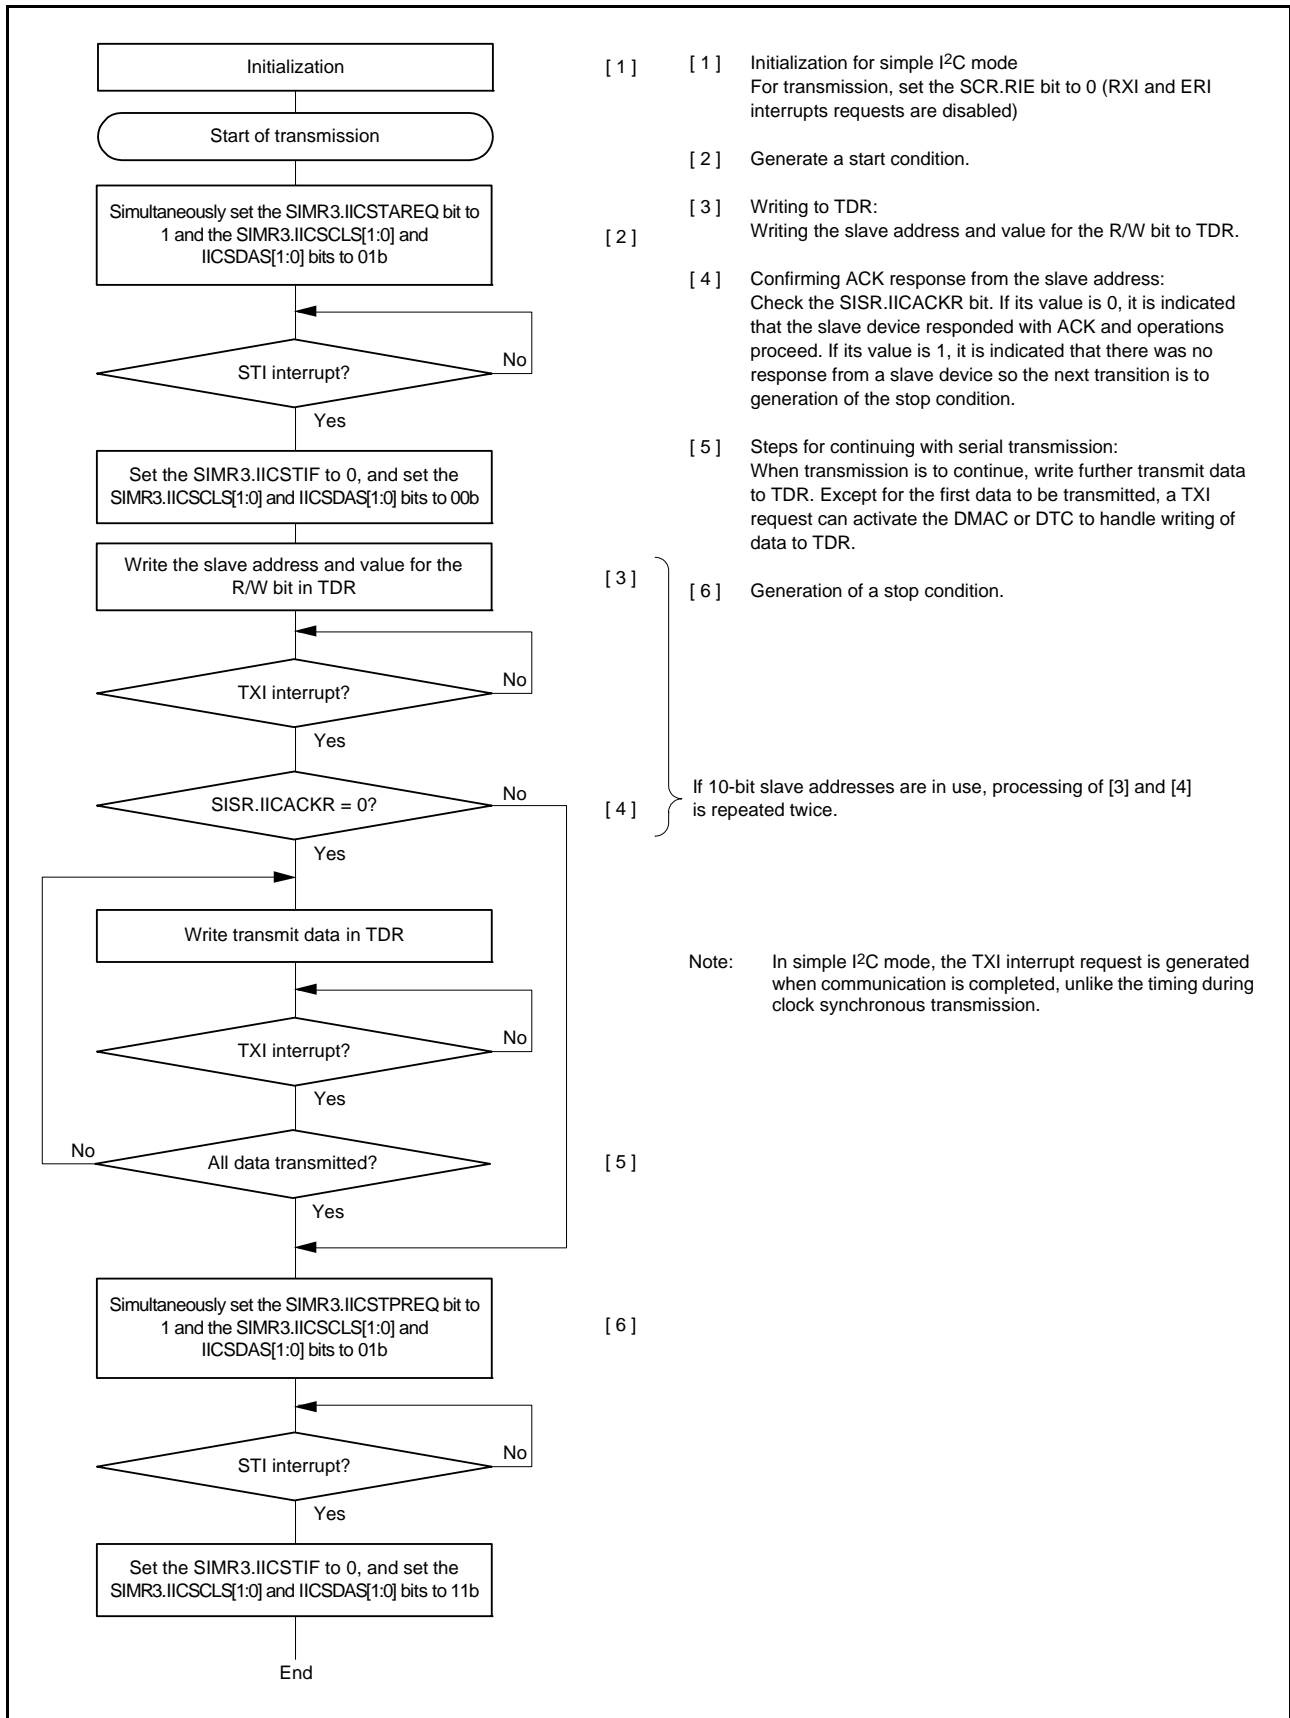 Initialization
[ 1 ]
Start of transmission
Simultaneously set the SIMR3.IICSTAREQ bit to
1 and the SIMR3.IICSCLS[1:0] and
IICSDAS[1:0] bits to 01b
[ 2 ]
STI interrupt?
No
Yes
Set the SIMR3.IICSTIF to 0, and set the
SIMR3.IICSCLS[1:0] and IICSDAS[1:0] bits to 00b
Write the slave address and value for the
R/W bit in TDR
[ 3 ]
TXI interrupt?
No
Yes
SISR.IICACKR = 0?
No
[ 4 ]
Yes
Write transmit data in TDR
TXI interrupt?
No
Yes
No
All data transmitted?
[ 5 ]
Yes
Simultaneously set the SIMR3.IICSTPREQ bit to
1 and the SIMR3.IICSCLS[1:0] and
IICSDAS[1:0] bits to 01b
[ 6 ]
STI interrupt?
No
Yes
Set the SIMR3.IICSTIF to 0, and set the
SIMR3.IICSCLS[1:0] and IICSDAS[1:0] bits to 11b
End
[ 1 ] Initialization for simple I2C mode
For transmission, set the SCR.RIE bit to 0 (RXI and ERI
interrupts requests are disabled)
[ 2 ] Generate a start condition.
[ 3 ] Writing to TDR:
Writing the slave address and value for the R/W bit to TDR.
[ 4 ] Confirming ACK response from the slave address:
Check the SISR.IICACKR bit. If its value is 0, it is indicated
that the slave device responded with ACK and operations
proceed. If its value is 1, it is indicated that there was no
response from a slave device so the next transition is to
generation of the stop condition.
[ 5 ] Steps for continuing with serial transmission:
When transmission is to continue, write further transmit data
to TDR. Except for the first data to be transmitted, a TXI
request can activate the DMAC or DTC to handle writing of
data to TDR.
[ 6 ] Generation of a stop condition.
If 10-bit slave addresses are in use, processing of [3] and [4]
is repeated twice.
Note: In simple I2C mode, the TXI interrupt request is generated
when communication is completed, unlike the timing during
clock synchronous transmission.